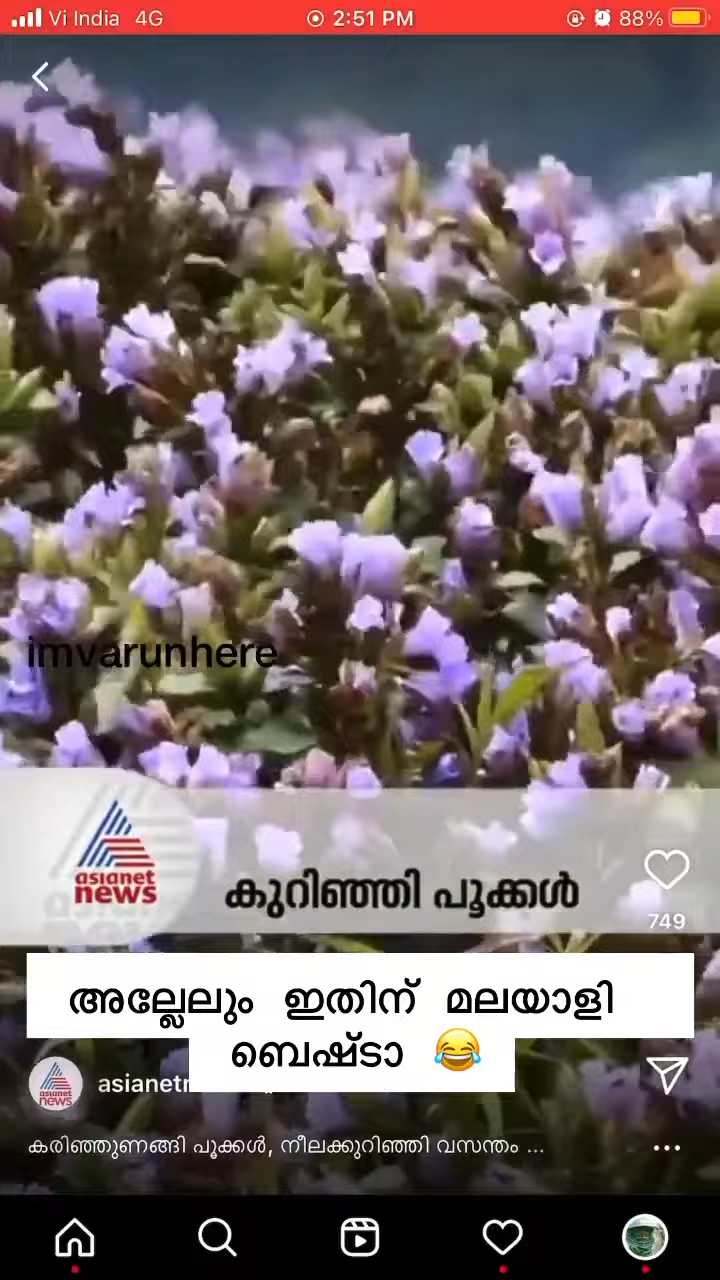 Vi India 4G 2:51 PM 88%
imvarunhere
asianet
news
കുറിഞ്ഞി പൂക്കൾ
749
അല്ലേലും ഇതിന് മലയാളി
ബെഷ്ടാ 😂
asianet
news
കരിഞ്ഞുണങ്ങി പൂക്കൾ, നീലക്കുറിഞ്ഞി വസന്തം ...